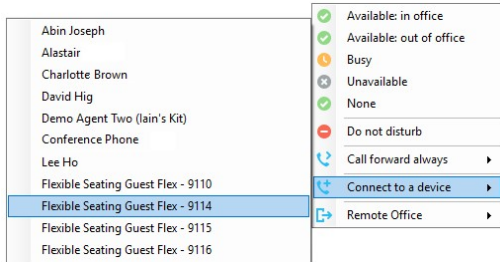 Abin Joseph
Alastair
Charlotte Brown
David Hig
Demo Agent Two (Iain's Kit)
Conference Phone
Lee Ho
Flexible Seating Guest Flex - 9110
Flexible Seating Guest Flex - 9114
Flexible Seating Guest Flex - 9115
Flexible Seating Guest Flex - 9116
Available: in office
Available: out of office
Busy
Unavailable
None
Do not disturb
Call forward always
Connect to a device
Remote Office